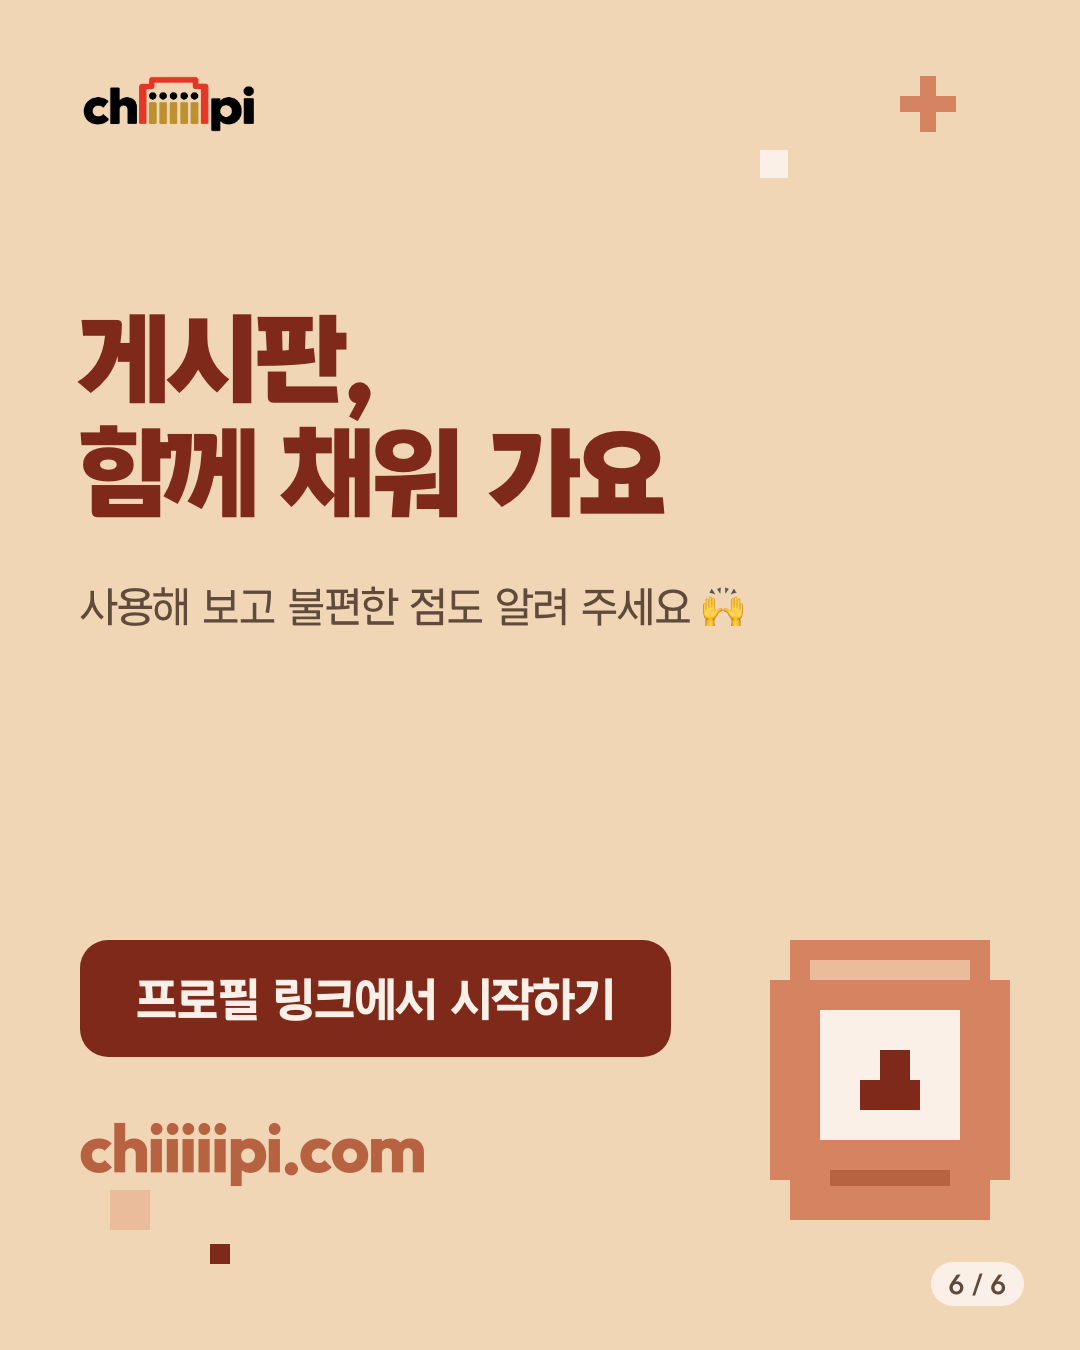 chiiiiipi
게시판,
함께 채워 가요
사용해 보고 불편한 점도 알려 주세요 🙌
프로필 링크에서 시작하기
chiiiiipi.com
6 / 6